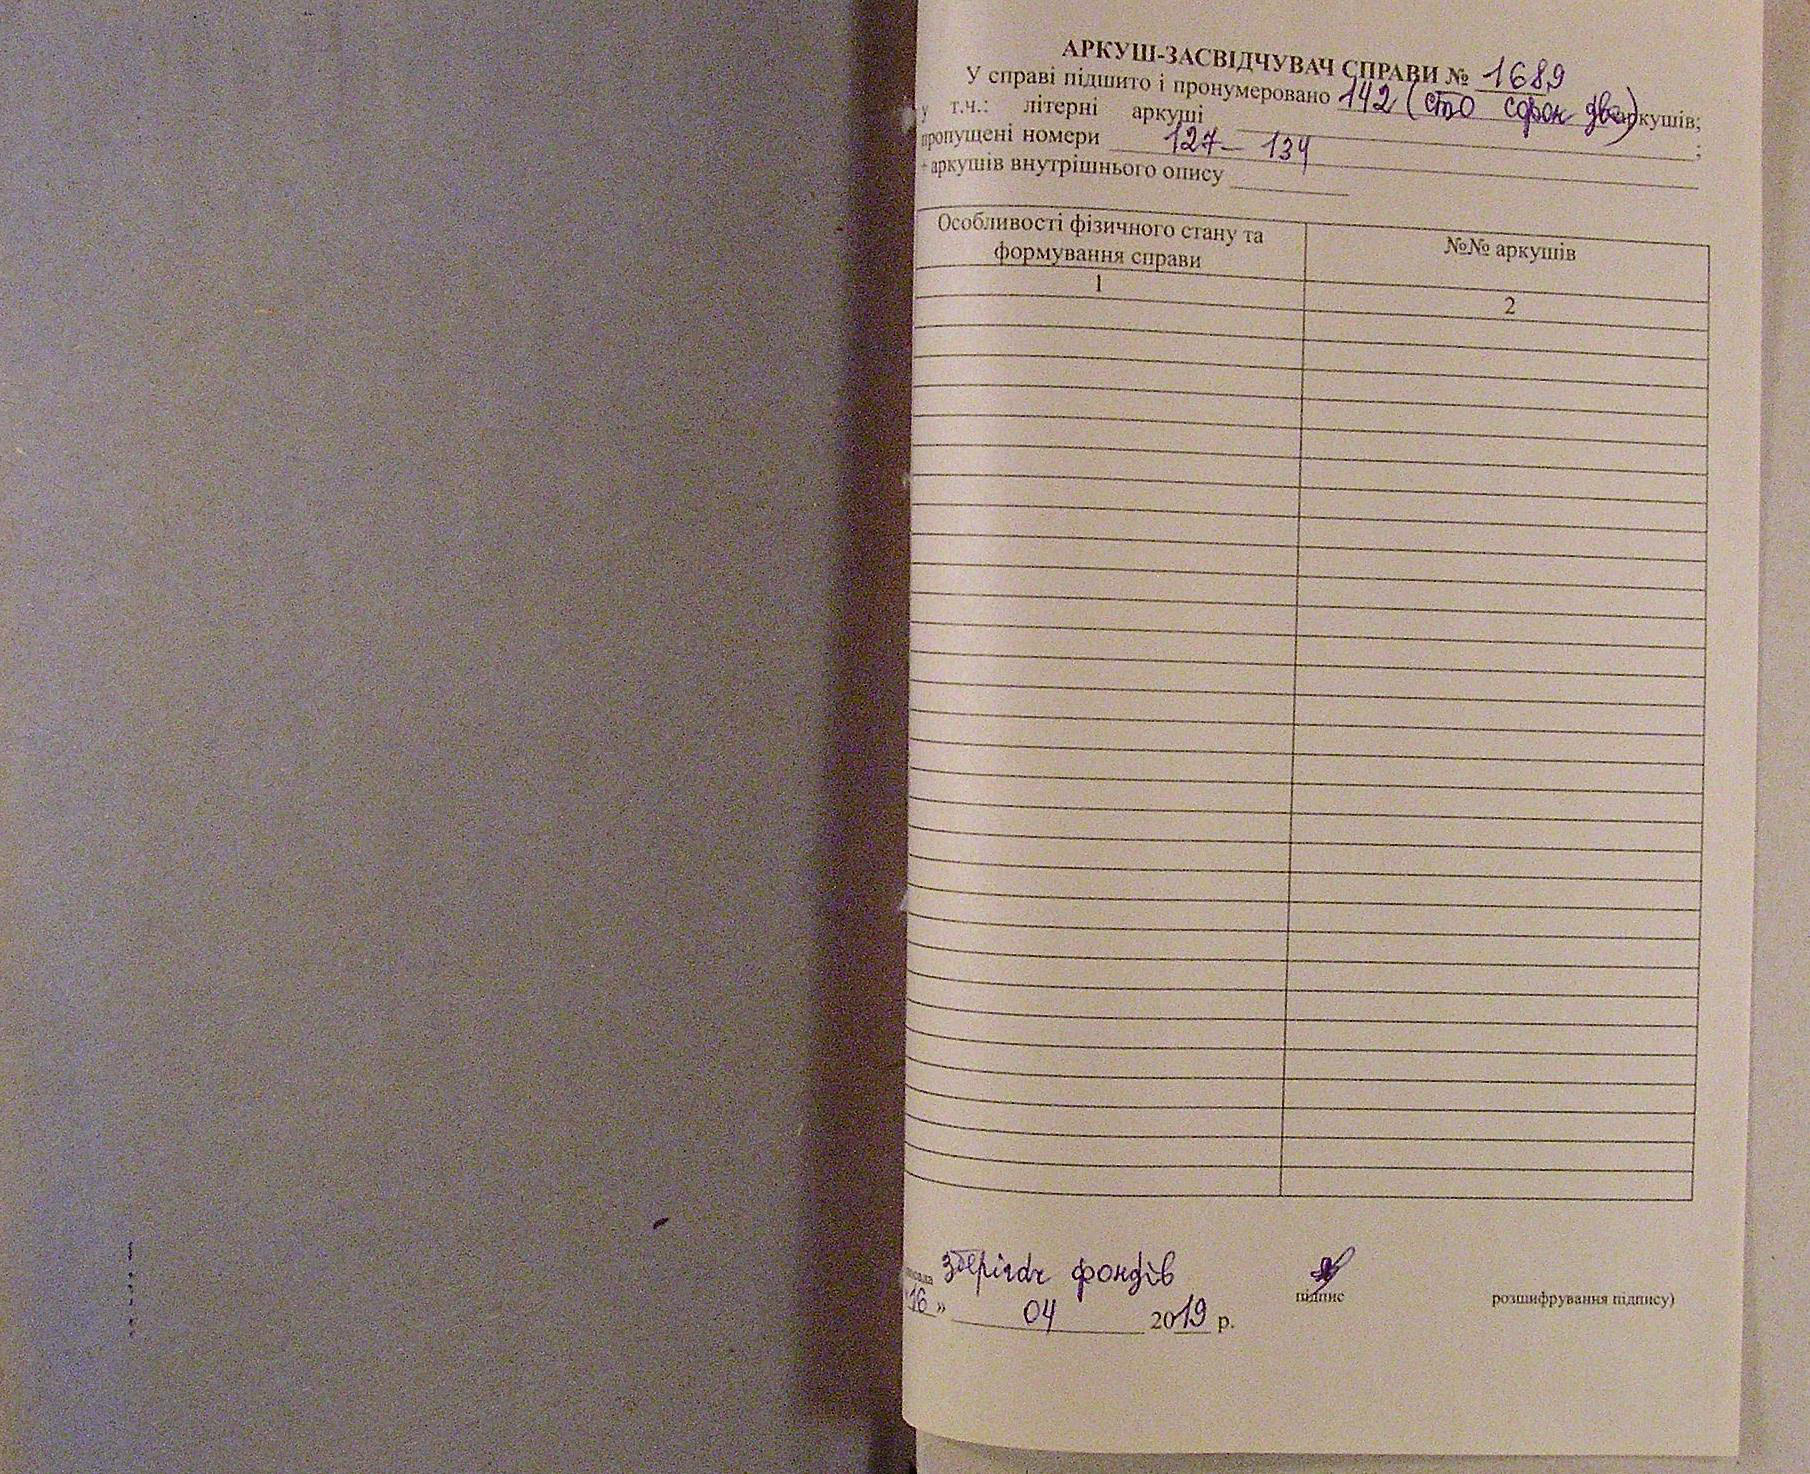 АРКУШ-ЗАСВІДЧУВАЧ СПРАВИ № 1689
У справі підшито і пронумеровано 142 (сто сорок два) аркушів;
у т.ч.: літерні аркуші ;
пропущені номери 127 – 134
+ аркушів внутрішнього опису
Особливості фізичного стану та формування справи
№№ аркушів
1
2
посада зберігач фондів
підпис
розшифрування підпису)
"16 » 04 2019 р.